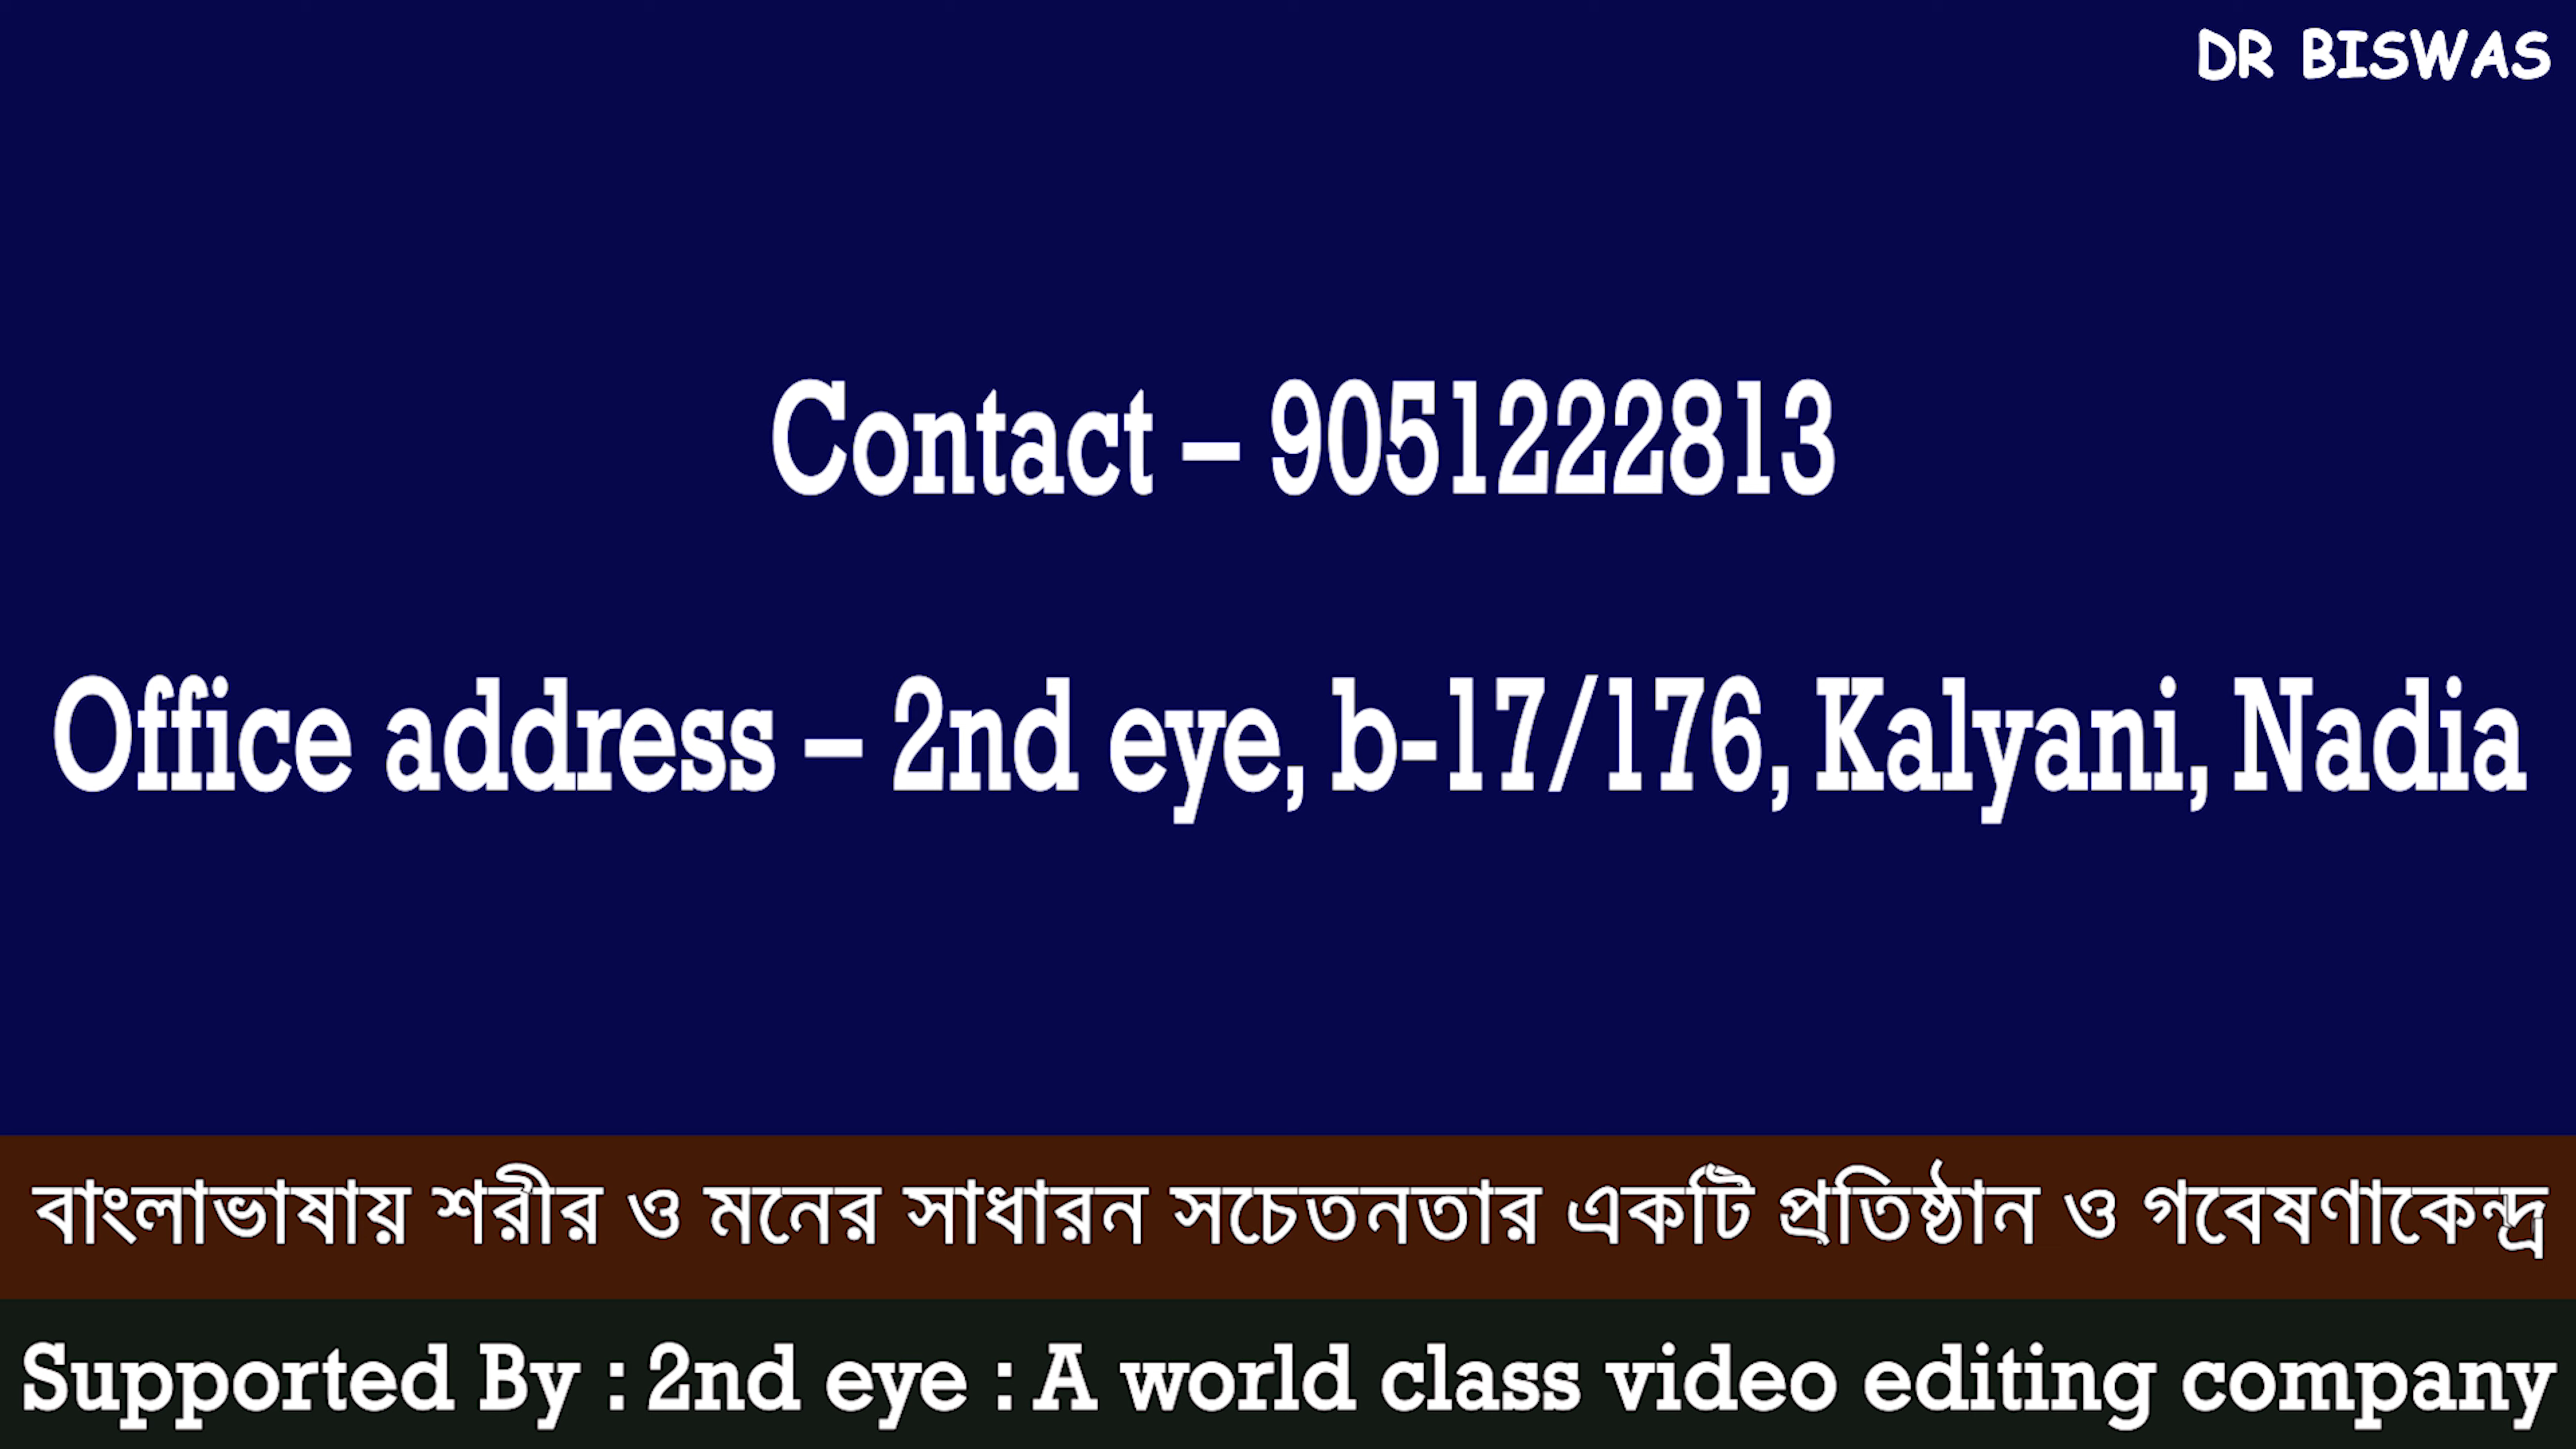 DR BISWAS
Contact – 9051222813
Office address – 2nd eye, b-17/176, Kalyani, Nadia
বাংলাভাষায় শরীর ও মনের সাধারন সচেতনতার একটি প্রতিষ্ঠান ও গবেষণাকেন্দ্র
Supported By : 2nd eye : A world class video editing company